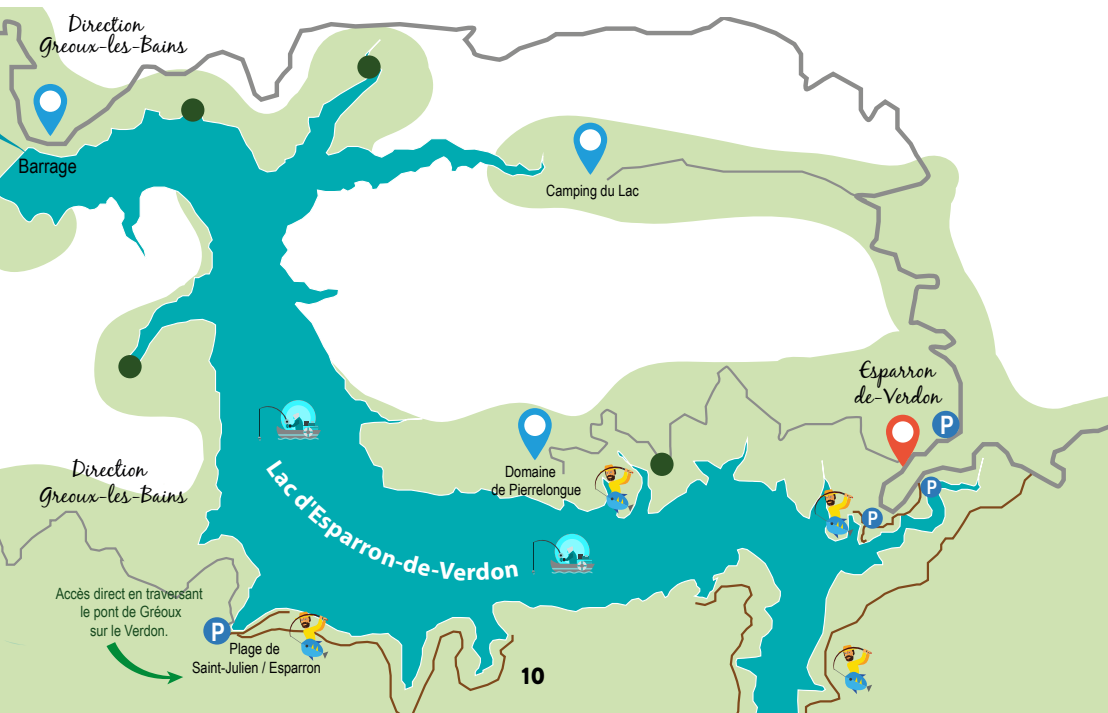 Direction
Greoux-les-Bains
Barrage
Camping du Lac
Esparron
de-Verdon
P
Domaine
de Pierrelongue
P
P
Direction
Greoux-les-Bains
Lac d'Esparron-de-Verdon
Accès direct en traversant
le pont de Gréoux
sur le Verdon.
P
Plage de
Saint-Julien / Esparron
10